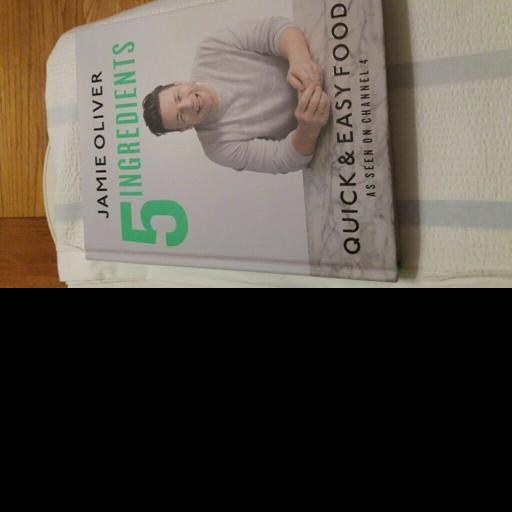 JAMIE OLIVER
5 INGREDIENTS
QUICK & EASY FOOD
AS SEEN ON CHANNEL 4